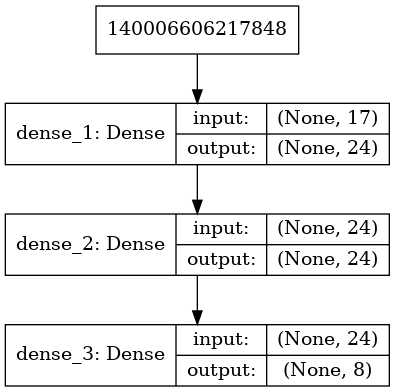 140006606217848
dense_1: Dense
input: (None, 17)
output: (None, 24)
dense_2: Dense
input: (None, 24)
output: (None, 24)
dense_3: Dense
input: (None, 24)
output: (None, 8)